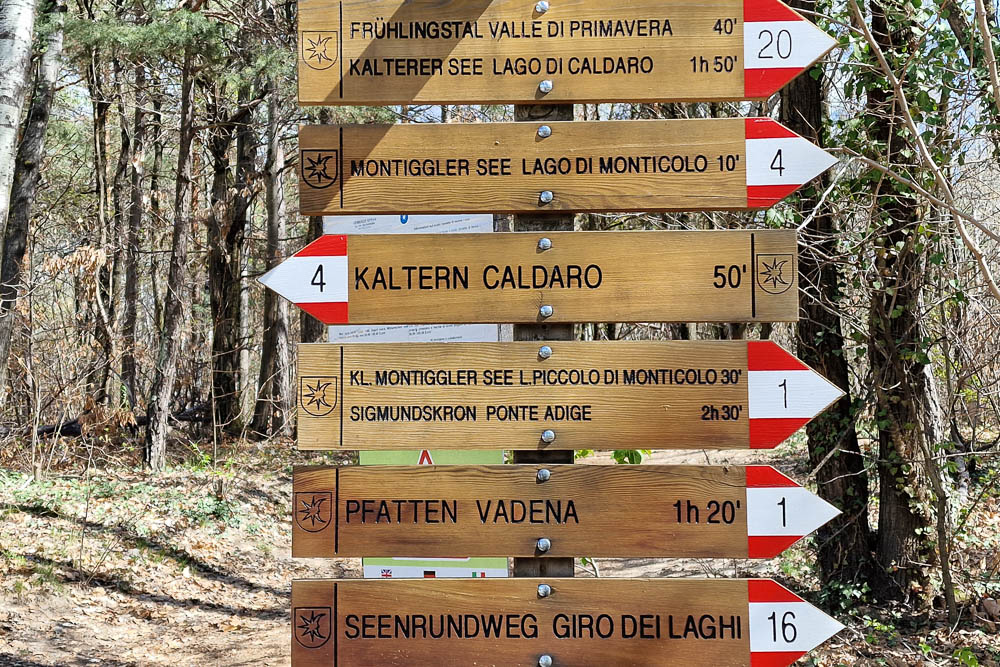 FRÜHLINGSTAL VALLE DI PRIMAVERA 40'
KALTERER SEE LAGO DI CALDARO 1h 50'
20
MONTIGGLER SEE LAGO DI MONTICOLO 10'
4
4
KALTERN CALDARO 50'
KL. MONTIGGLER SEE L.PICCOLO DI MONTICOLO 30'
SIGMUNDSKRON PONTE ADIGE 2h 30'
1
PFATTEN VADENA 1h 20'
1
SEENRUNDWEG GIRO DEI LAGHI
16